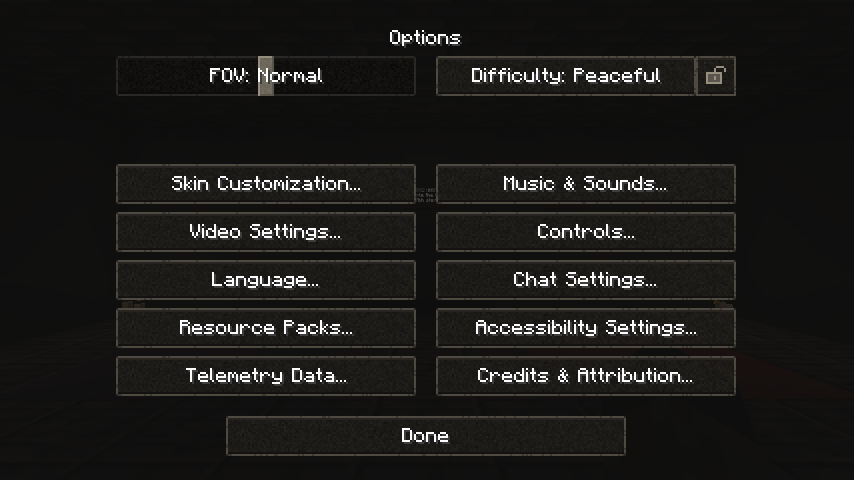 Options
FOV: Normal
Difficulty: Peaceful
Skin Customization...
Music & Sounds...
Video Settings...
Controls...
Language...
Chat Settings...
Resource Packs...
Accessibility Settings...
Telemetry Data...
Credits & Attribution...
Done